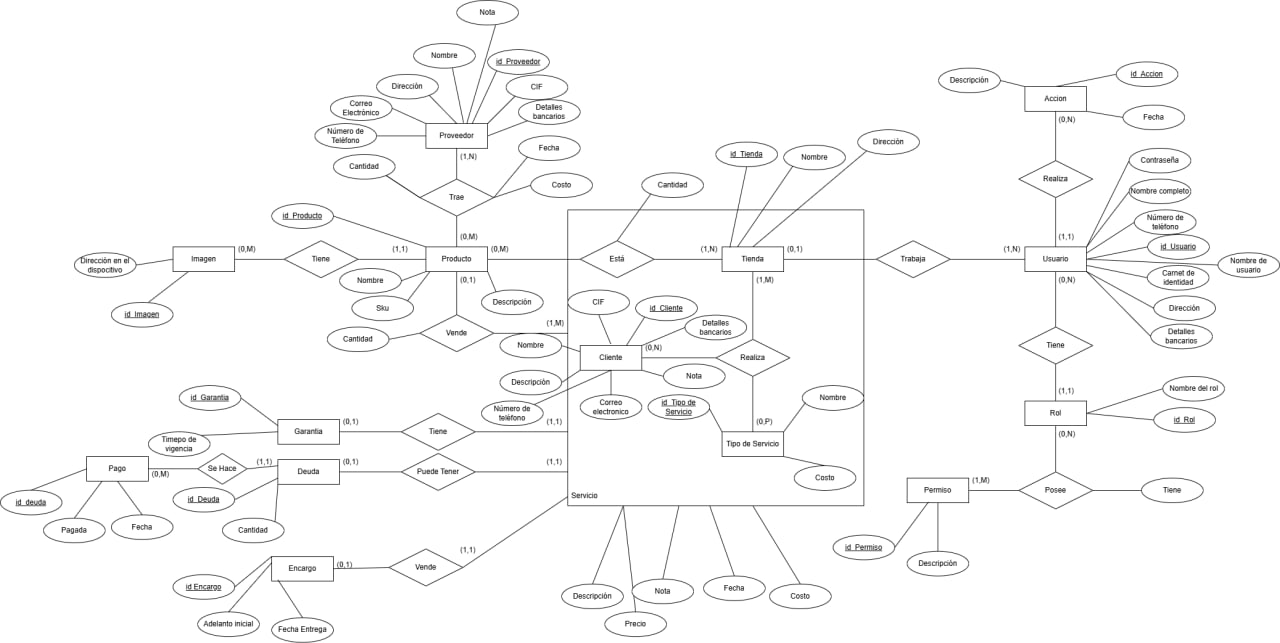 Nota
Nombre
id_Proveedor
Dirección
CIF
Correo
Electrónico
Detalles
bancarios
Número de
Teléfono
Proveedor
(1,N)
Cantidad
Fecha
Trae
Costo
(0,M)
id_Producto
Imagen
(0,M)
Tiene
(1,1)
Producto
(0,M)
Dirección en el
dispocitivo
id_Imagen
Nombre
Sku
(0,1)
Descripción
Cantidad
Vende
(1,M)
Cantidad
Está
(1,N)
Tienda
(0,1)
id_Tienda
Nombre
Dirección
(1,M)
Trabaja
(1,N)
Usuario
CIF
id_Cliente
Detalles
bancarios
Nombre
Cliente
(0,N)
Realiza
Descripción
Nota
Número de
teléfono
Correo
electronico
id_Tipo de
Servicio
Nombre
(0,P)
Tipo de Servicio
Costo
Servicio
Descripción
Precio
Nota
Fecha
Costo
id_Garantia
Garantia
(0,1)
Tiene
(1,1)
Timepo de
vigencia
Pago
(0,M)
Se Hace
(1,1)
Deuda
(0,1)
Puede Tener
(1,1)
id_deuda
Pagada
Fecha
id_Deuda
Cantidad
Encargo
(0,1)
Vende
(1,1)
id Encargo
Adelanto inicial
Fecha Entrega
Descripción
id_Accion
Accion
(0,N)
Fecha
Realiza
(1,1)
Contraseña
Nombre completo
Número de
teléfono
id_Usuario
Nombre de
usuario
Carnet de
identidad
Dirección
Detalles
bancarios
(0,N)
Tiene
(1,1)
Rol
Nombre del rol
id_Rol
(0,N)
Permiso
(1,M)
Posee
Tiene
id_Permiso
Descripción